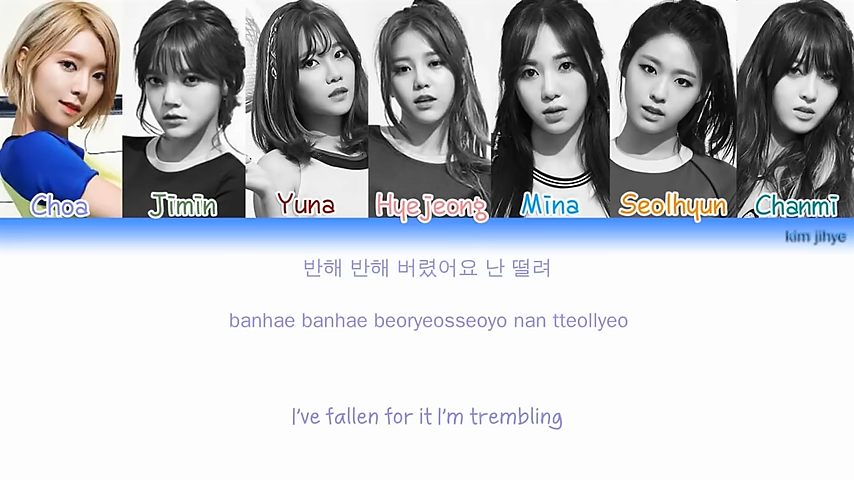 Choa Jimin Yuna Hyejeong Mina Seolhyun Chanmi
kim jihye
반해 반해 버렸어요 난 떨려
banhae banhae beoryeosseoyo nan tteollyeo
I've fallen for it I'm trembling